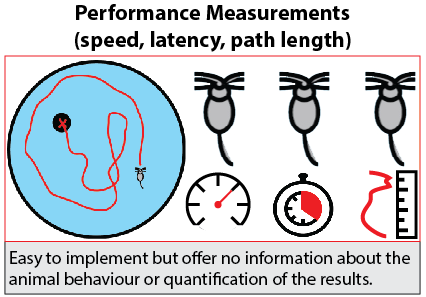 Performance Measurements
(speed, latency, path length)
Easy to implement but offer no information about the
animal behaviour or quantification of the results.